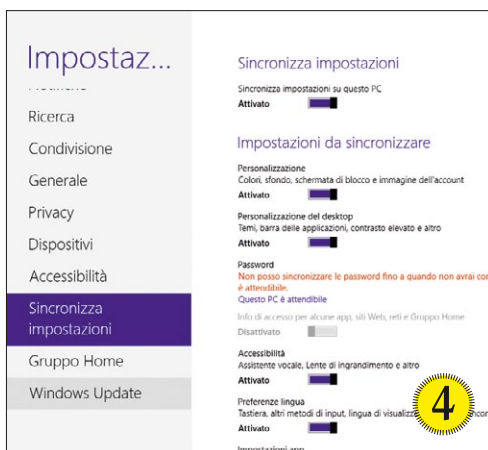 Impostaz...
Notifiche
Ricerca
Condivisione
Generale
Privacy
Dispositivi
Accessibilità
Sincronizza
impostazioni
Gruppo Home
Windows Update
Sincronizza impostazioni
Sincronizza impostazioni su questo PC
Attivato
Impostazioni da sincronizzare
Personalizzazione
Colori, sfondo, schermata di blocco e immagine dell'account
Attivato
Personalizzazione del desktop
Temi, barra delle applicazioni, contrasto elevato e altro
Attivato
Password
Non posso sincronizzare le password fino a quando non avrai con
è attendibile.
Questo PC è attendibile
Info di accesso per alcune app, siti Web, reti e Gruppo Home
Disattivato
Accessibilità
Assistente vocale, Lente di ingrandimento e altro
Attivato
Preferenze lingua
Tastiera, altri metodi di input, lingua di visualizz
Attivato
Impostazioni app
4